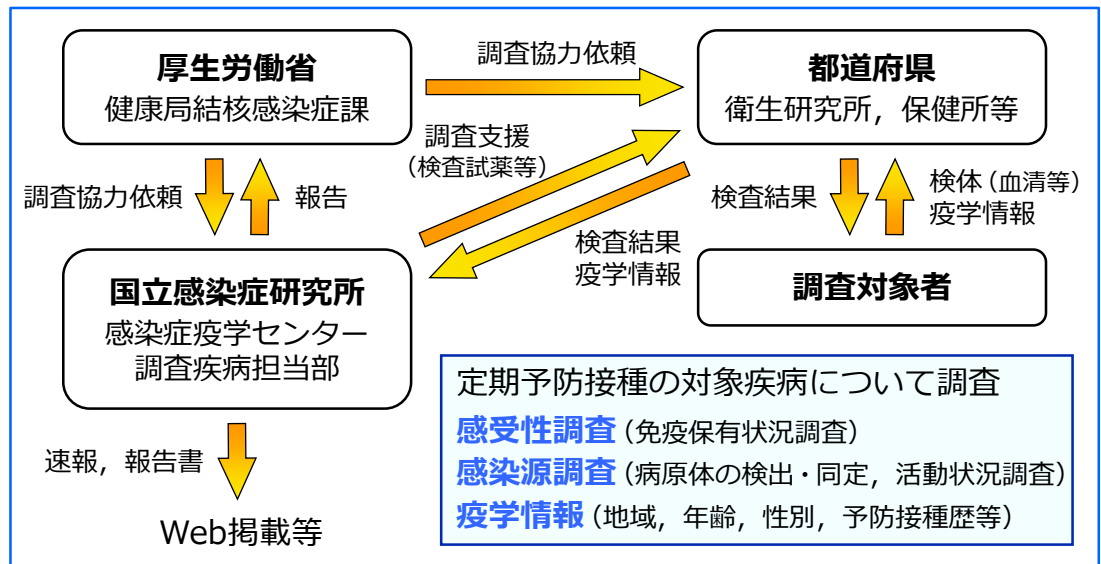 厚生労働省
健康局結核感染症課
調査協力依頼
都道府県
衛生研究所，保健所等
調査支援
（検査試薬等）
調査協力依頼
報告
検査結果
疫学情報
検査結果
検体（血清等）
疫学情報
国立感染症研究所
感染症疫学センター
調査疾病担当部
調査対象者
速報，報告書
Web掲載等
定期予防接種の対象疾病について調査
感受性調査（免疫保有状況調査）
感染源調査（病原体の検出・同定，活動状況調査）
疫学情報（地域，年齢，性別，予防接種歴等）